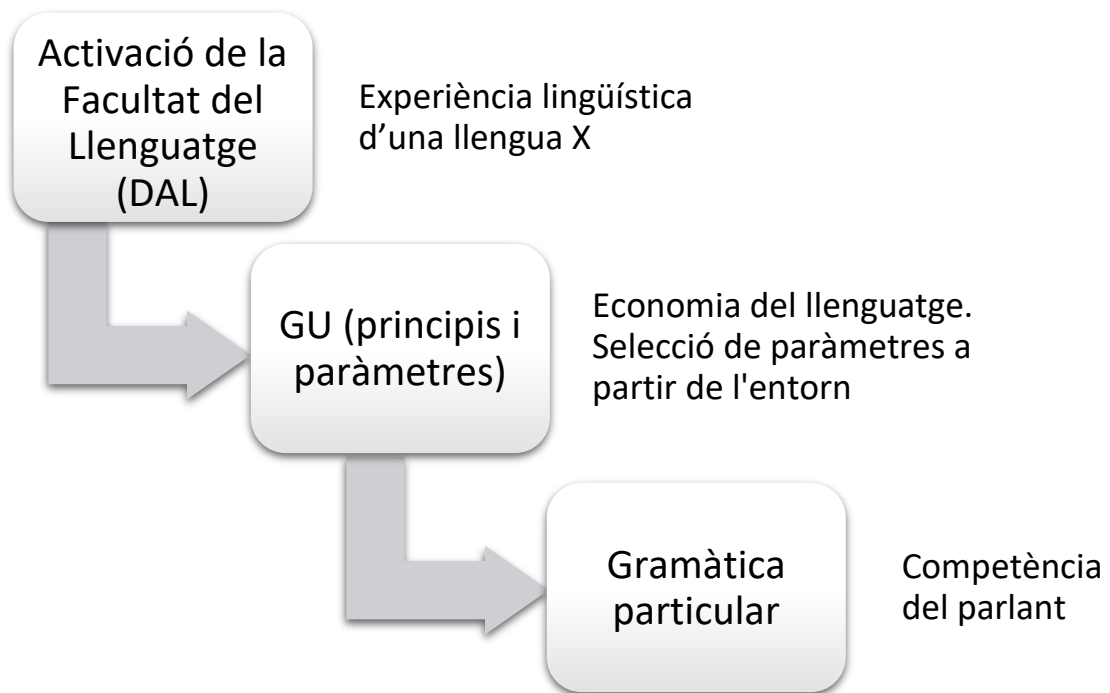 Activació de la
Facultat del
Llenguatge
(DAL)
Experiència lingüística
d’una llengua X
GU (principis i
paràmetres)
Economia del llenguatge.
Selecció de paràmetres a
partir de l'entorn
Gramàtica
particular
Competència
del parlant